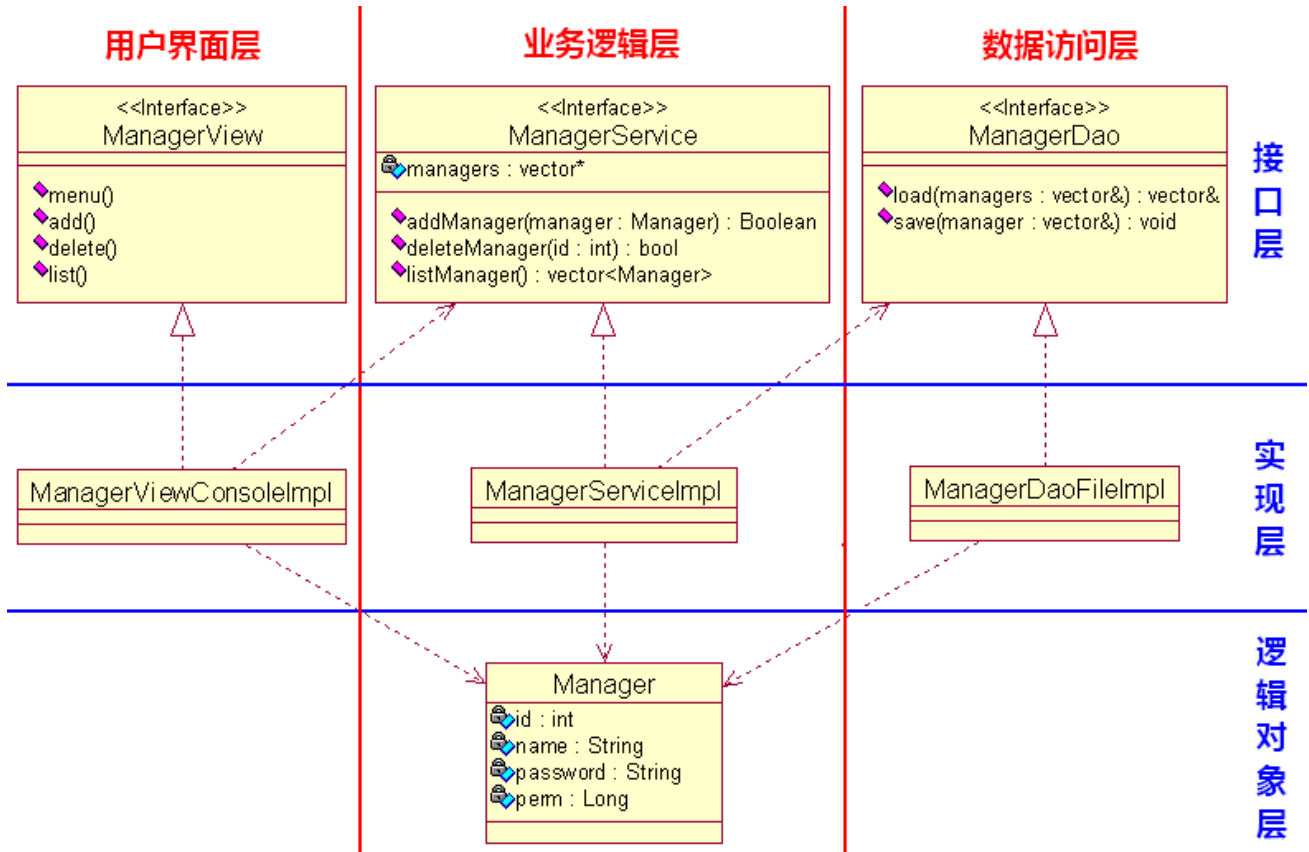 用户界面层
业务逻辑层
数据访问层
<<Interface>>
ManagerView
menu()
add()
delete()
list()
<<Interface>>
ManagerService
managers : vector*
addManager(manager : Manager) : Boolean
deleteManager(id : int) : bool
listManager() : vector<Manager>
<<Interface>>
ManagerDao
load(managers : vector&) : vector&
save(manager : vector&) : void
接口层
ManagerViewConsoleImpl
ManagerServiceImpl
ManagerDaoFileImpl
实现层
Manager
id : int
name : String
password : String
perm : Long
逻辑对象层